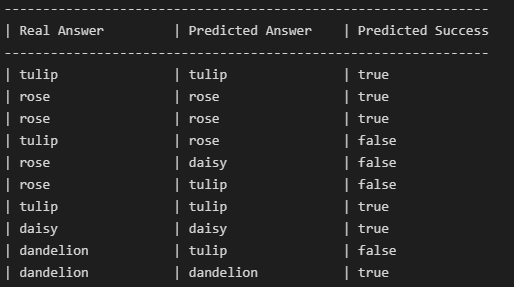 ---------------------------------------------------------------
| Real Answer | Predicted Answer | Predicted Success
---------------------------------------------------------------
| tulip | tulip | true
| rose | rose | true
| rose | rose | true
| tulip | rose | false
| rose | daisy | false
| rose | tulip | false
| tulip | tulip | true
| daisy | daisy | true
| dandelion | tulip | false
| dandelion | dandelion | true